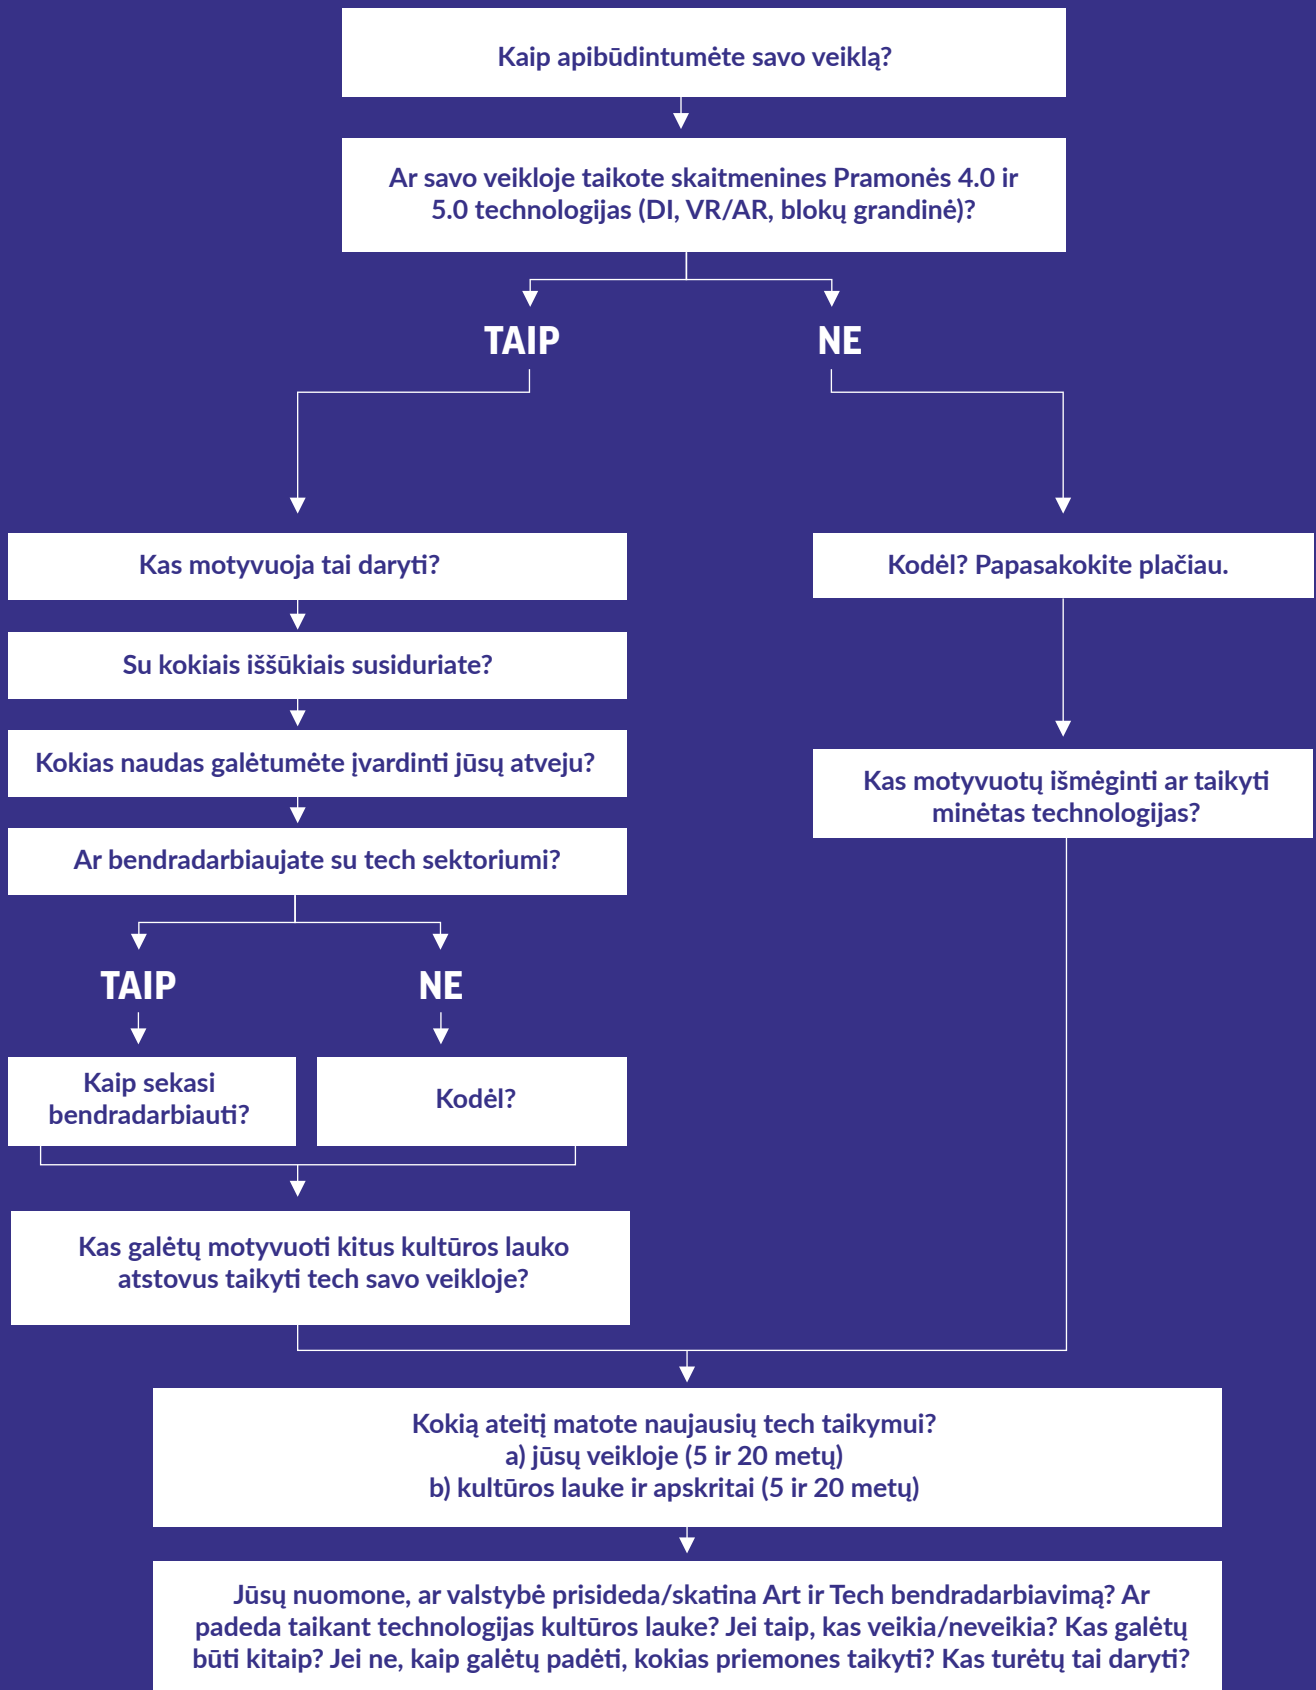 Kaip apibūdintumėte savo veiklą?
Ar savo veikloje taikote skaitmenines Pramonės 4.0 ir
5.0 technologijas (DI, VR/AR, blokų grandinė)?
TAIP
NE
Kas motyvuoja tai daryti?
Su kokiais iššūkiais susiduriate?
Kokias naudas galėtumėte įvardinti jūsų atveju?
Ar bendradarbiaujate su tech sektoriumi?
TAIP
NE
Kaip sekasi
bendradarbiauti?
Kodėl?
Kas galėtų motyvuoti kitus kultūros lauko
atstovus taikyti tech savo veikloje?
Kodėl? Papasakokite plačiau.
Kas motyvuotų išmėginti ar taikyti
minėtas technologijas?
Kokią ateitį matote naujausių tech taikymui?
a) jūsų veikloje (5 ir 20 metų)
b) kultūros lauke ir apskritai (5 ir 20 metų)
Jūsų nuomone, ar valstybė prisideda/skatina Art ir Tech bendradarbiavimą? Ar
padeda taikant technologijas kultūros lauke? Jei taip, kas veikia/neveikia? Kas galėtų
būti kitaip? Jei ne, kaip galėtų padėti, kokias priemones taikyti? Kas turėtų tai daryti?